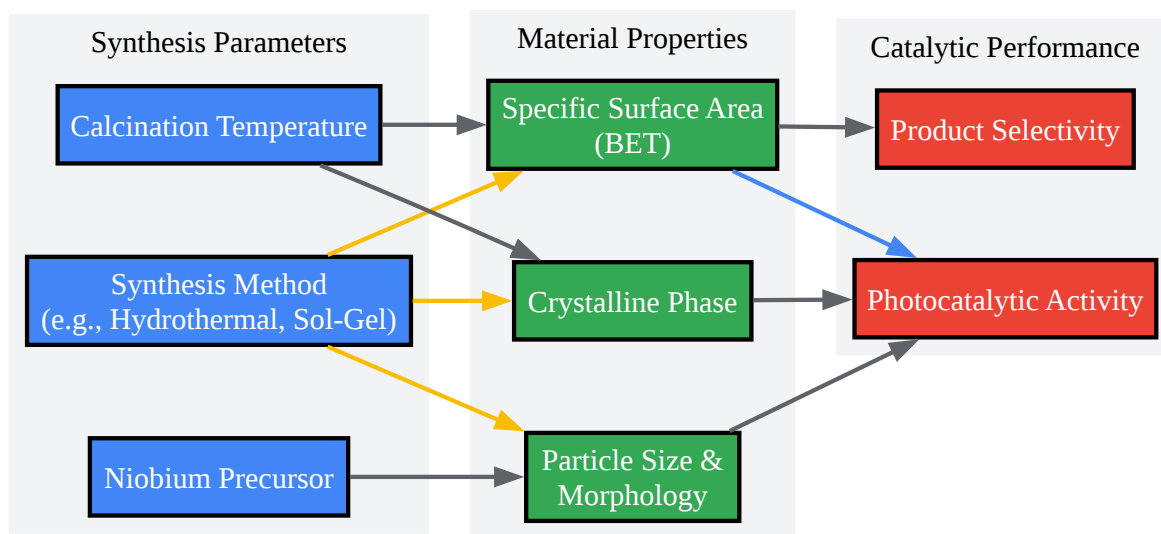 Synthesis Parameters
Calcination Temperature
Synthesis Method
(e.g., Hydrothermal, Sol-Gel)
Niobium Precursor
Material Properties
Specific Surface Area
(BET)
Crystalline Phase
Particle Size &
Morphology
Catalytic Performance
Product Selectivity
Photocatalytic Activity